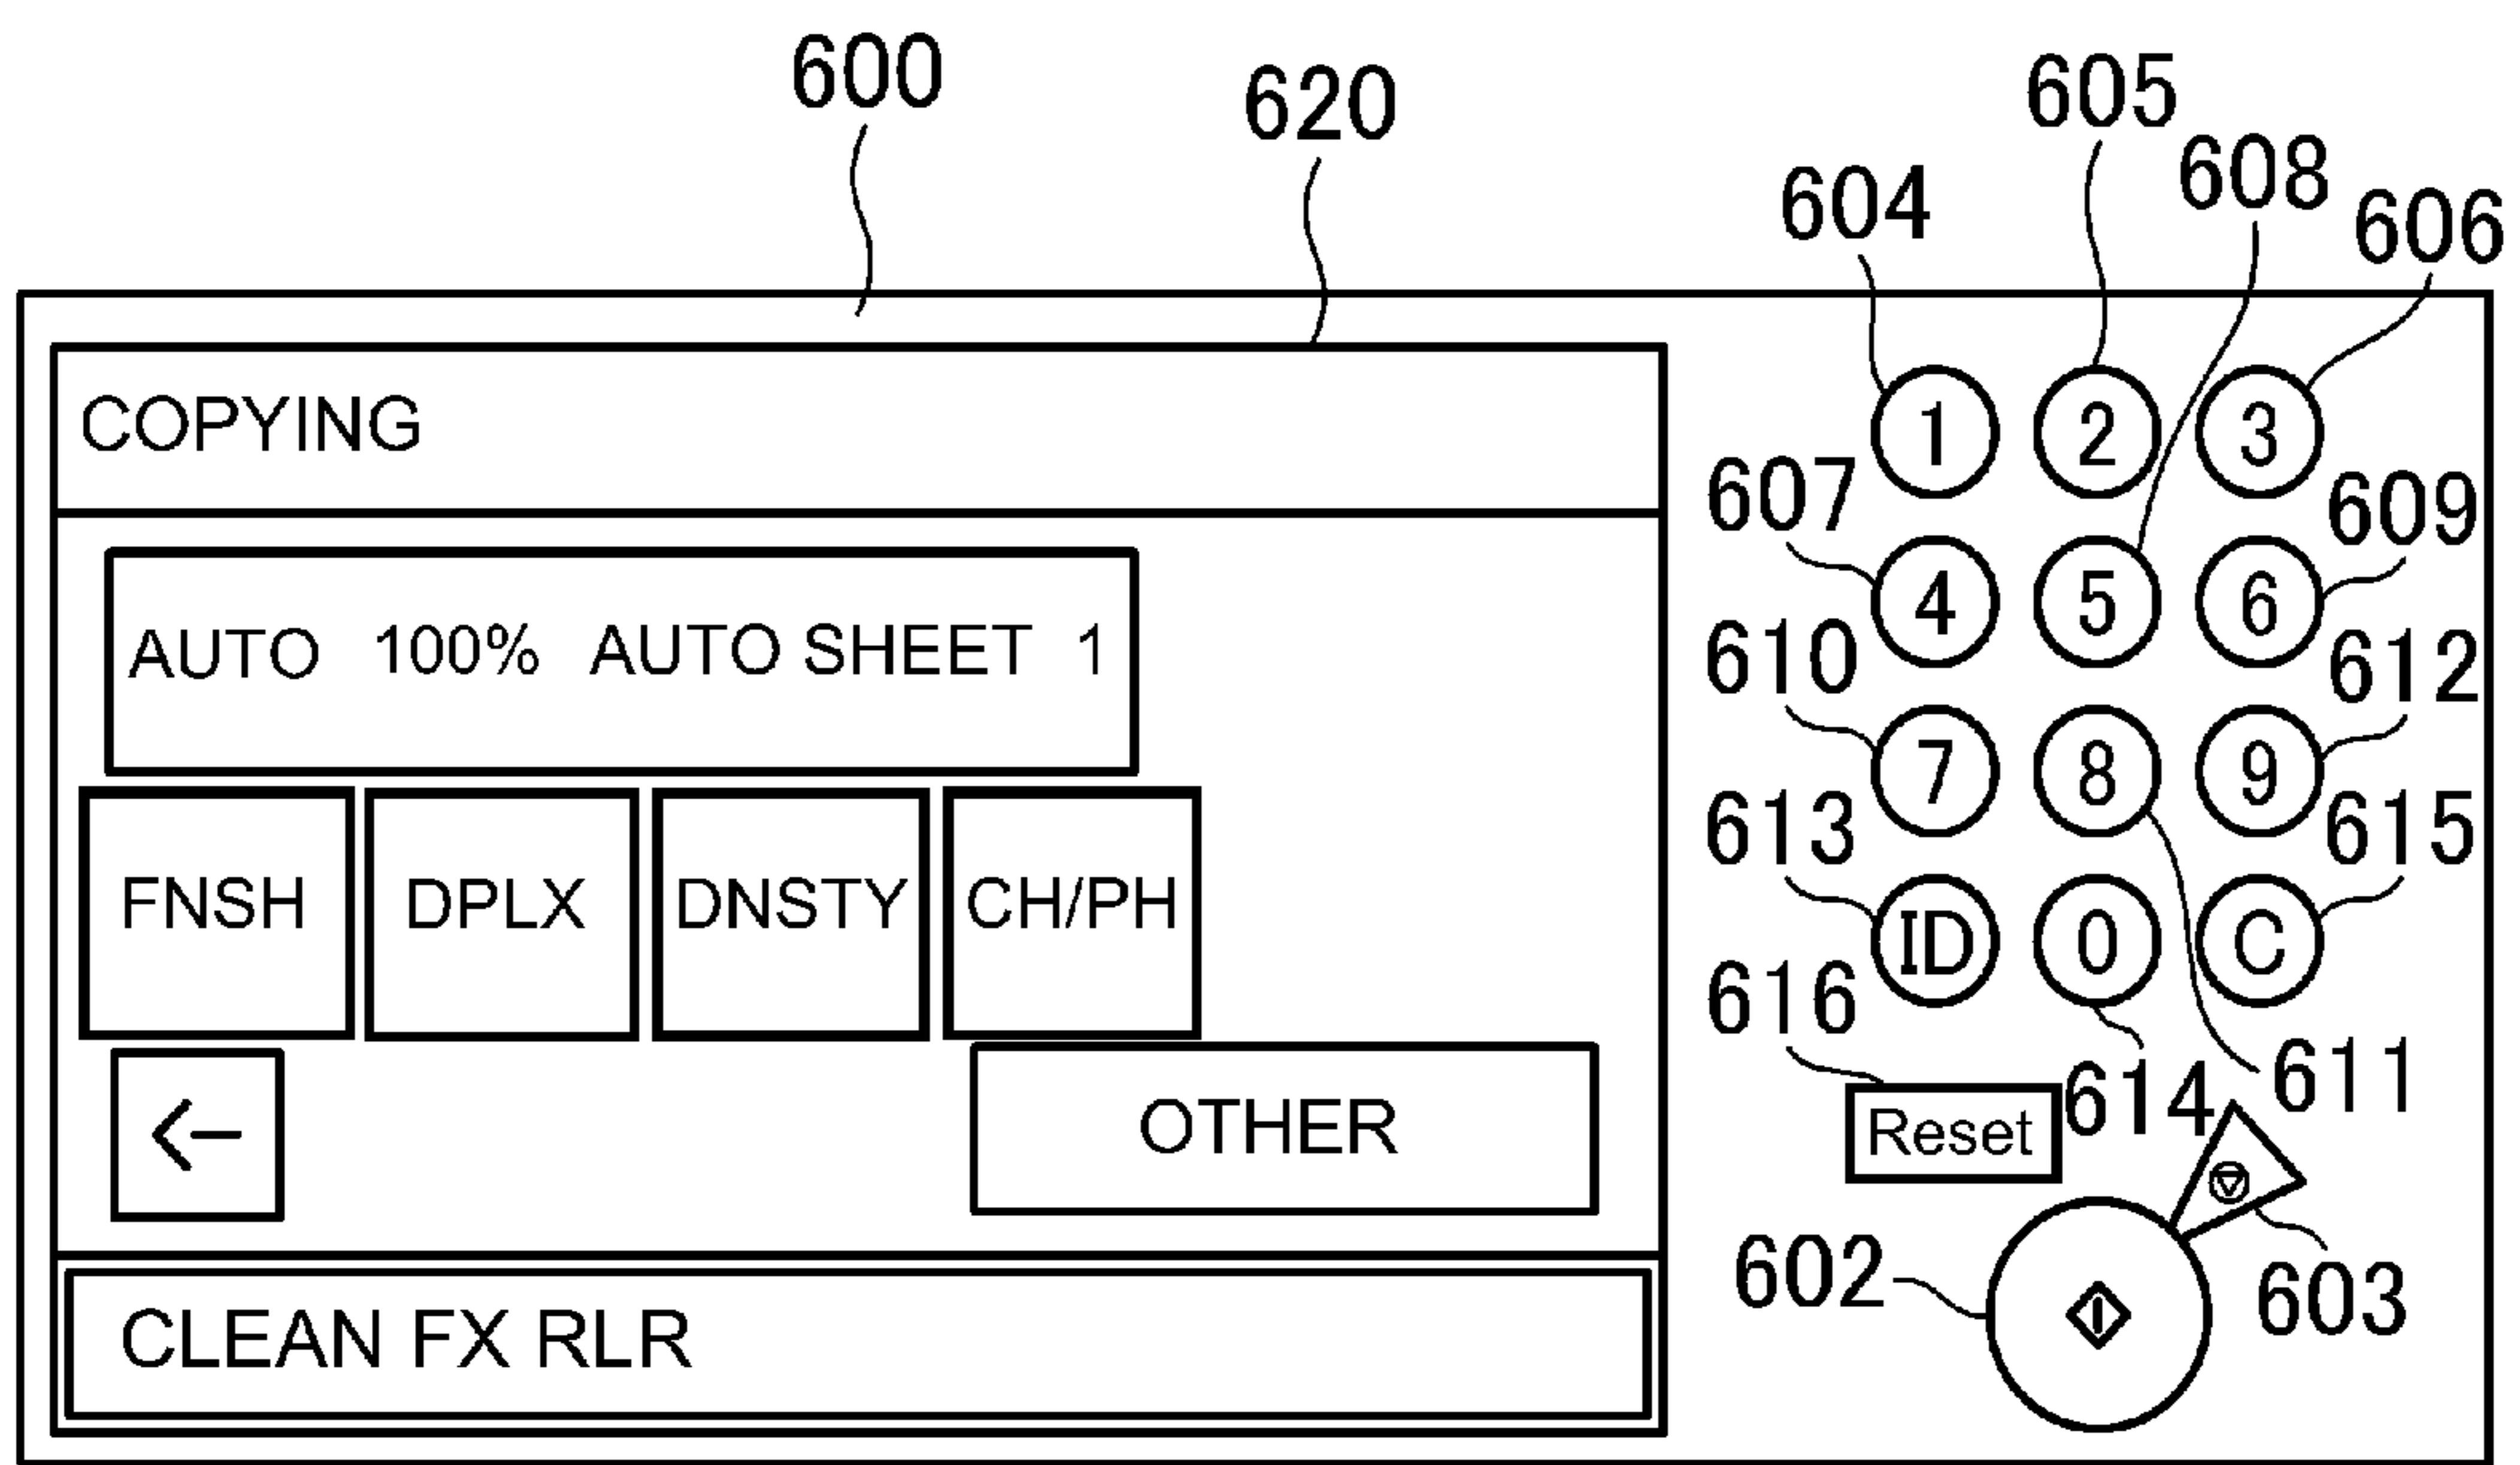 600
620
605
604
608
606
COPYING
1
2
3
607
609
AUTO 100% AUTO SHEET 1
4
5
6
610
612
7
8
9
613
615
FNSH
DPLX
DNSTY
CH/PH
ID
0
C
616
614
611
←
OTHER
Reset
602
603
CLEAN FX RLR